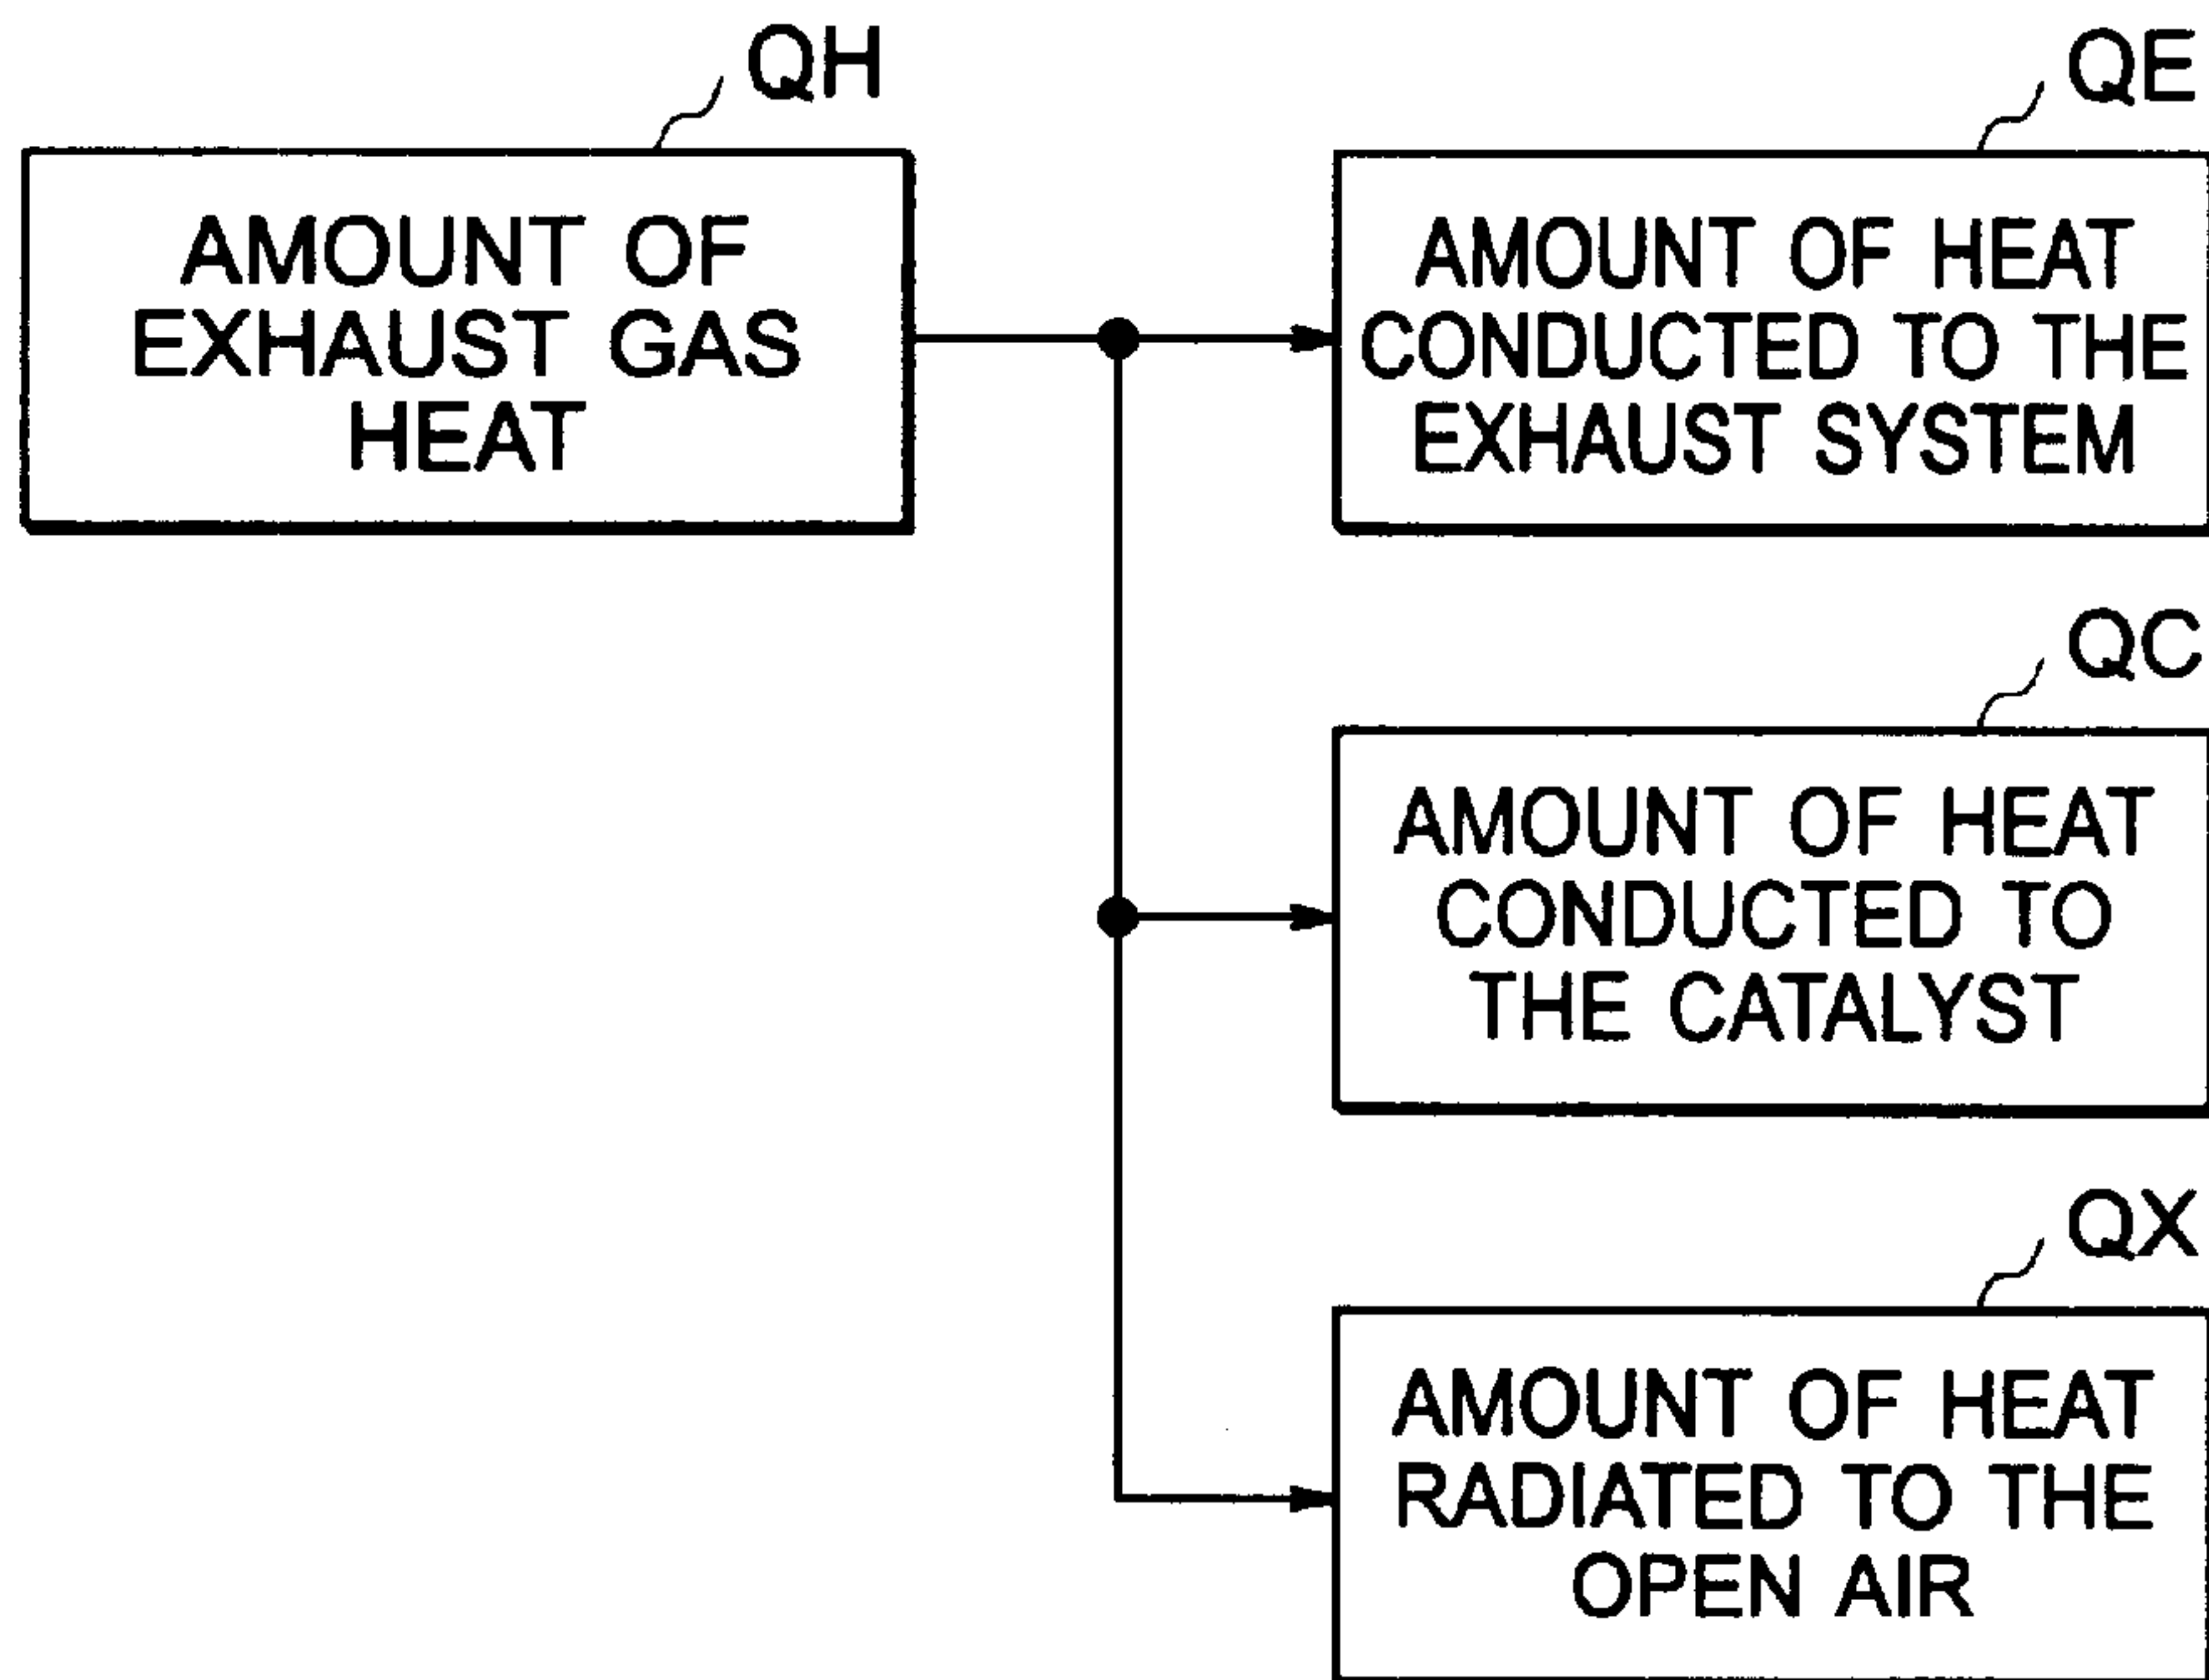 QH
AMOUNT OF
EXHAUST GAS
HEAT
QE
AMOUNT OF HEAT
CONDUCTED TO THE
EXHAUST SYSTEM
QC
AMOUNT OF HEAT
CONDUCTED TO
THE CATALYST
QX
AMOUNT OF HEAT
RADIATED TO THE
OPEN AIR